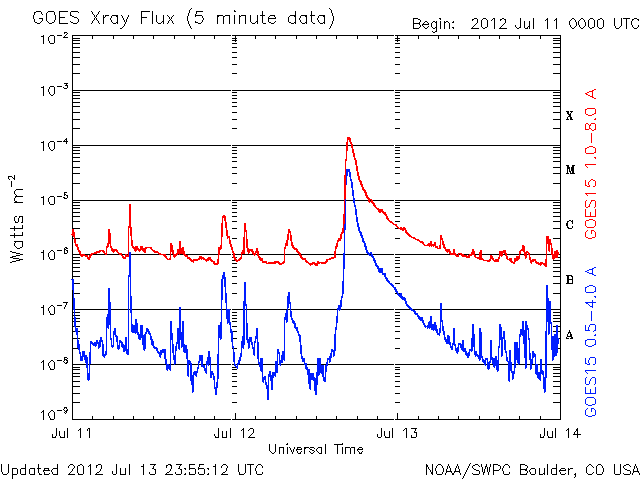 GOES Xray Flux (5 minute data)
Begin: 2012 Jul 11 0000 UTC
10⁻²
10⁻³
10⁻⁴
10⁻⁵
10⁻⁶
10⁻⁷
10⁻⁸
10⁻⁹
Watts m⁻²
X
M
C
B
A
GOES15 1.0-8.0 A
GOES15 0.5-4.0 A
Jul 11 Jul 12 Jul 13 Jul 14
Universal Time
Updated 2012 Jul 13 23:55:12 UTC
NOAA/SWPC Boulder, CO USA